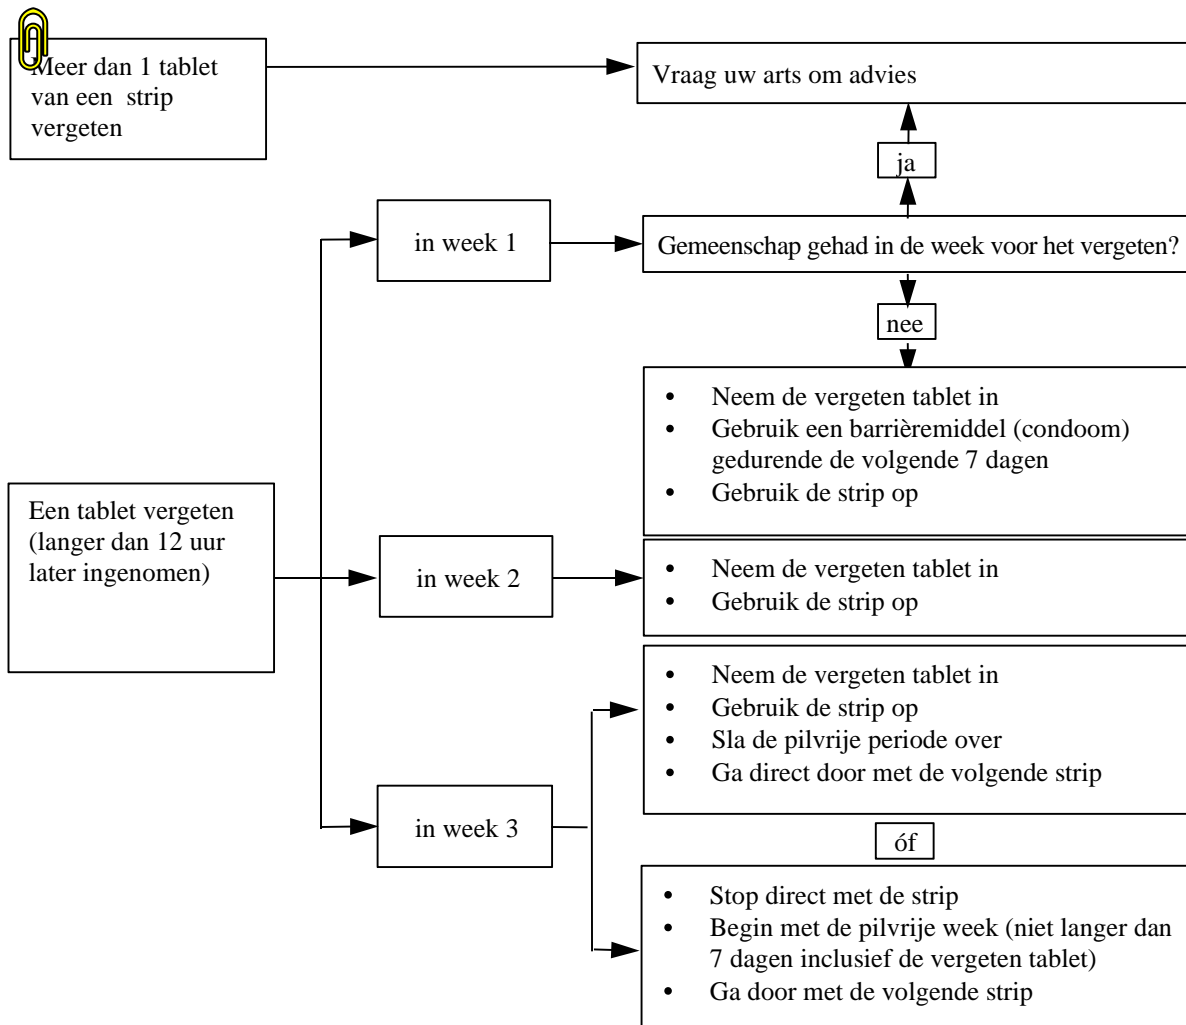 Meer dan 1 tablet
van een strip
vergeten
Vraag uw arts om advies
ja
in week 1
Gemeenschap gehad in de week voor het vergeten?
nee
• Neem de vergeten tablet in
• Gebruik een barrièremiddel (condoom)
gedurende de volgende 7 dagen
• Gebruik de strip op
Een tablet vergeten
(langer dan 12 uur
later ingenomen)
in week 2
• Neem de vergeten tablet in
• Gebruik de strip op
in week 3
• Neem de vergeten tablet in
• Gebruik de strip op
• Sla de pilvrije periode over
• Ga direct door met de volgende strip
óf
• Stop direct met de strip
• Begin met de pilvrije week (niet langer dan
7 dagen inclusief de vergeten tablet)
• Ga door met de volgende strip